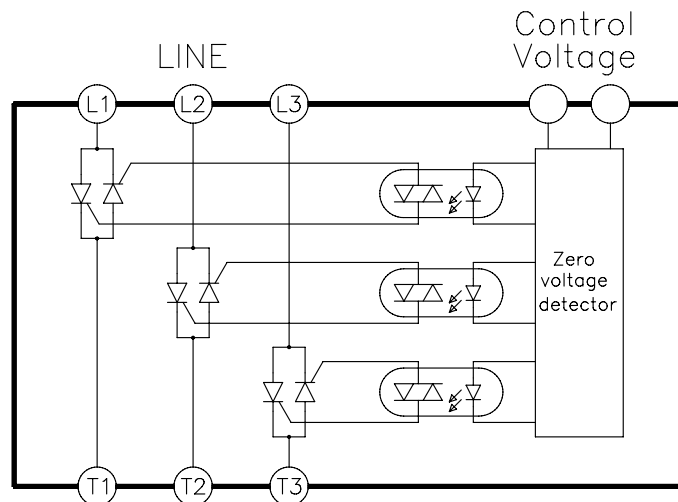 LINE
Control
Voltage
L1
L2
L3
Zero
voltage
detector
T1
T2
T3